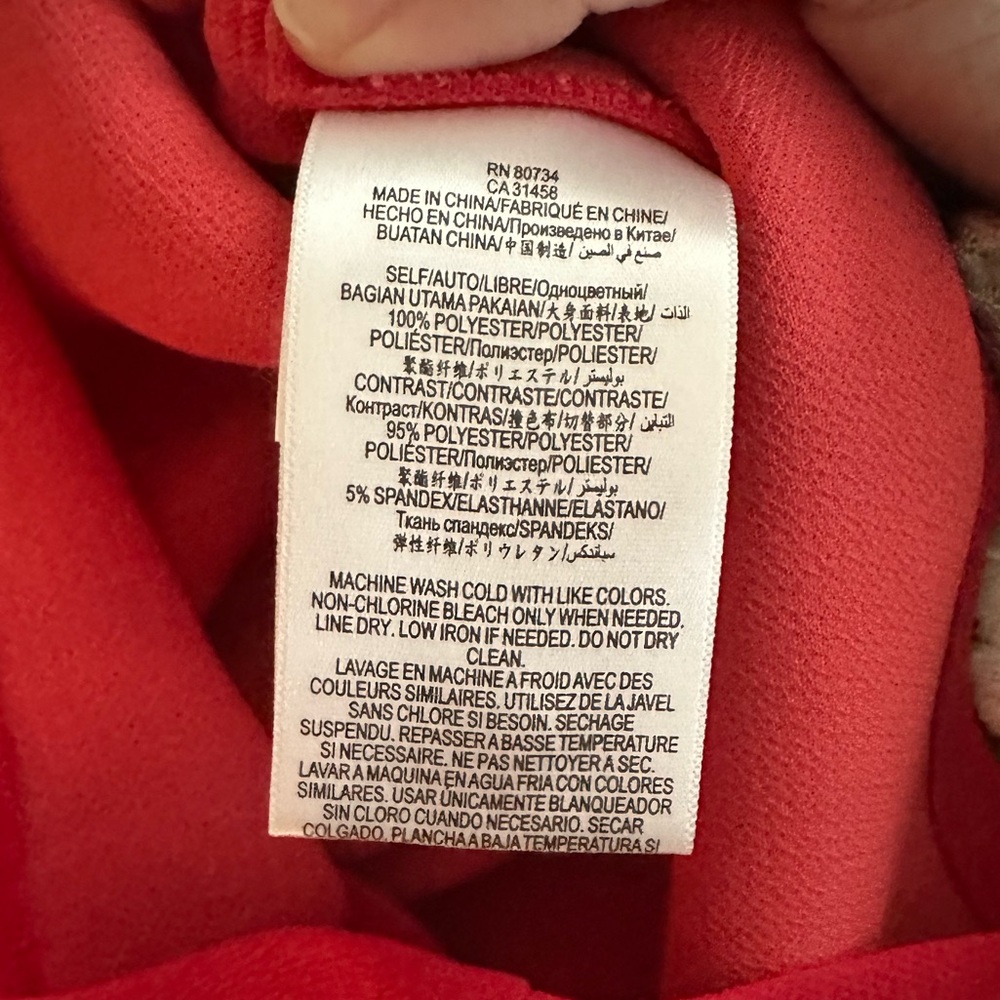 RN 80734
CA 31458
MADE IN CHINA/FABRIQUÉ EN CHINE/
HECHO EN CHINA/Произведено в Китае/
BUATAN CHINA/中国制造/ صنع في الصين
SELF/AUTO/LIBRE/Одноцветный/
BAGIAN UTAMA PAKAIAN/大身面料/表地/ الذات
100% POLYESTER/POLYESTER/
POLIÉSTER/Полиэстер/POLIESTER/
聚酯纤维/ポリエステル/ بوليستر
CONTRAST/CONTRASTE/CONTRASTE/
Контраст/KONTRAS/撞色布/切替部分/ التباين
95% POLYESTER/POLYESTER/
POLIÉSTER/Полиэстер/POLIESTER/
聚酯纤维/ポリエステル/ بوليستر
5% SPANDEX/ELASTHANNE/ELASTANO/
Ткань спандекс/SPANDEKS/
弹性纤维/ポリウレタン/سباندكس
MACHINE WASH COLD WITH LIKE COLORS.
NON-CHLORINE BLEACH ONLY WHEN NEEDED.
LINE DRY. LOW IRON IF NEEDED. DO NOT DRY
CLEAN.
LAVAGE EN MACHINE A FROID AVEC DES
COULEURS SIMILAIRES. UTILISEZ DE LA JAVEL
SANS CHLORE SI BESOIN. SECHAGE
SUSPENDU. REPASSER A BASSE TEMPERATURE
SI NECESSAIRE. NE PAS NETTOYER A SEC.
LAVAR A MAQUINA EN AGUA FRIA CON COLORES
SIMILARES. USAR ÚNICAMENTE BLANQUEADOR
SIN CLORO CUANDO NECESARIO. SECAR
COLGADO. PLANCHA A BAJA TEMPERATURA SI